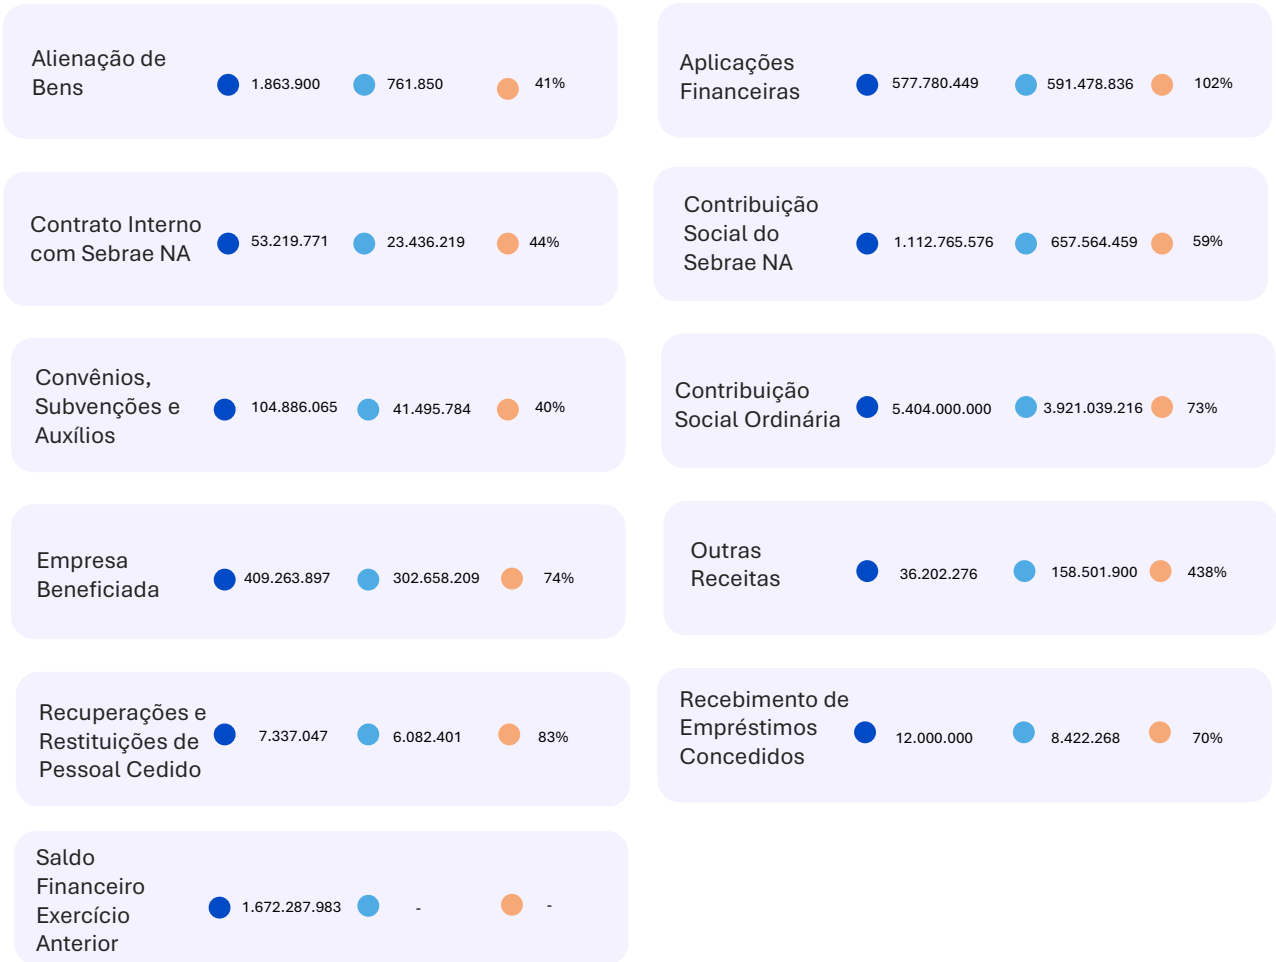 Alienação de
Bens
1.863.900 761.850 41%
Aplicações
Financeiras
577.780.449 591.478.836 102%
Contrato Interno
com Sebrae NA
53.219.771 23.436.219 44%
Contribuição
Social do
Sebrae NA
1.112.765.576 657.564.459 59%
Convênios,
Subvenções e
Auxílios
104.886.065 41.495.784 40%
Contribuição
Social Ordinária
5.404.000.000 3.921.039.216 73%
Empresa
Beneficiada
409.263.897 302.658.209 74%
Outras
Receitas
36.202.276 158.501.900 438%
Recuperações e
Restituições de
Pessoal Cedido
7.337.047 6.082.401 83%
Recebimento de
Empréstimos
Concedidos
12.000.000 8.422.268 70%
Saldo
Financeiro
Exercício
Anterior
1.672.287.983 - -